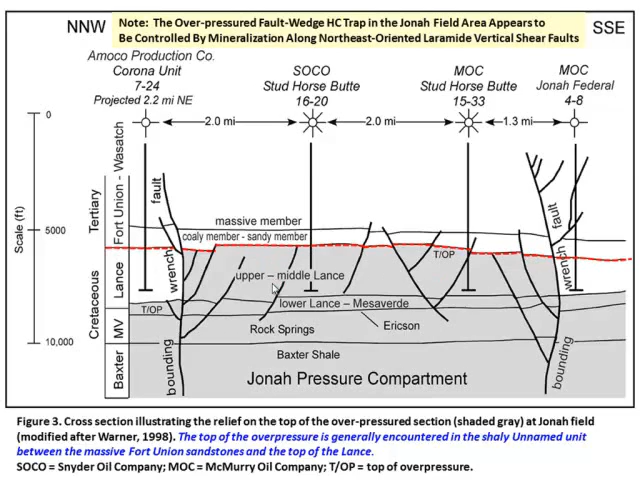 NNW
Note: The Over-pressured Fault-Wedge HC Trap in the Jonah Field Area Appears to
Be Controlled By Mineralization Along Northeast-Oriented Laramide Vertical Shear Faults
SSE
Amoco Production Co.
Corona Unit
7-24
Projected 2.2 mi NE
SOCO
Stud Horse Butte
16-20
MOC
Stud Horse Butte
15-33
MOC
Jonah Federal
4-8
0
2.0 mi
2.0 mi
1.3 mi
Scale (ft)
5000
10,000
Tertiary
Fort Union - Wasatch
Cretaceous
Lance
MV
Baxter
fault
wrench
bounding
massive member
coaly member - sandy member
T/OP
upper – middle Lance
lower Lance – Mesaverde
T/OP
Ericson
Rock Springs
Baxter Shale
Jonah Pressure Compartment
fault
wrench
bounding
Figure 3. Cross section illustrating the relief on the top of the over-pressured section (shaded gray) at Jonah field
(modified after Warner, 1998). The top of the overpressure is generally encountered in the shaly Unnamed unit
between the massive Fort Union sandstones and the top of the Lance.
SOCO = Snyder Oil Company; MOC = McMurry Oil Company; T/OP = top of overpressure.